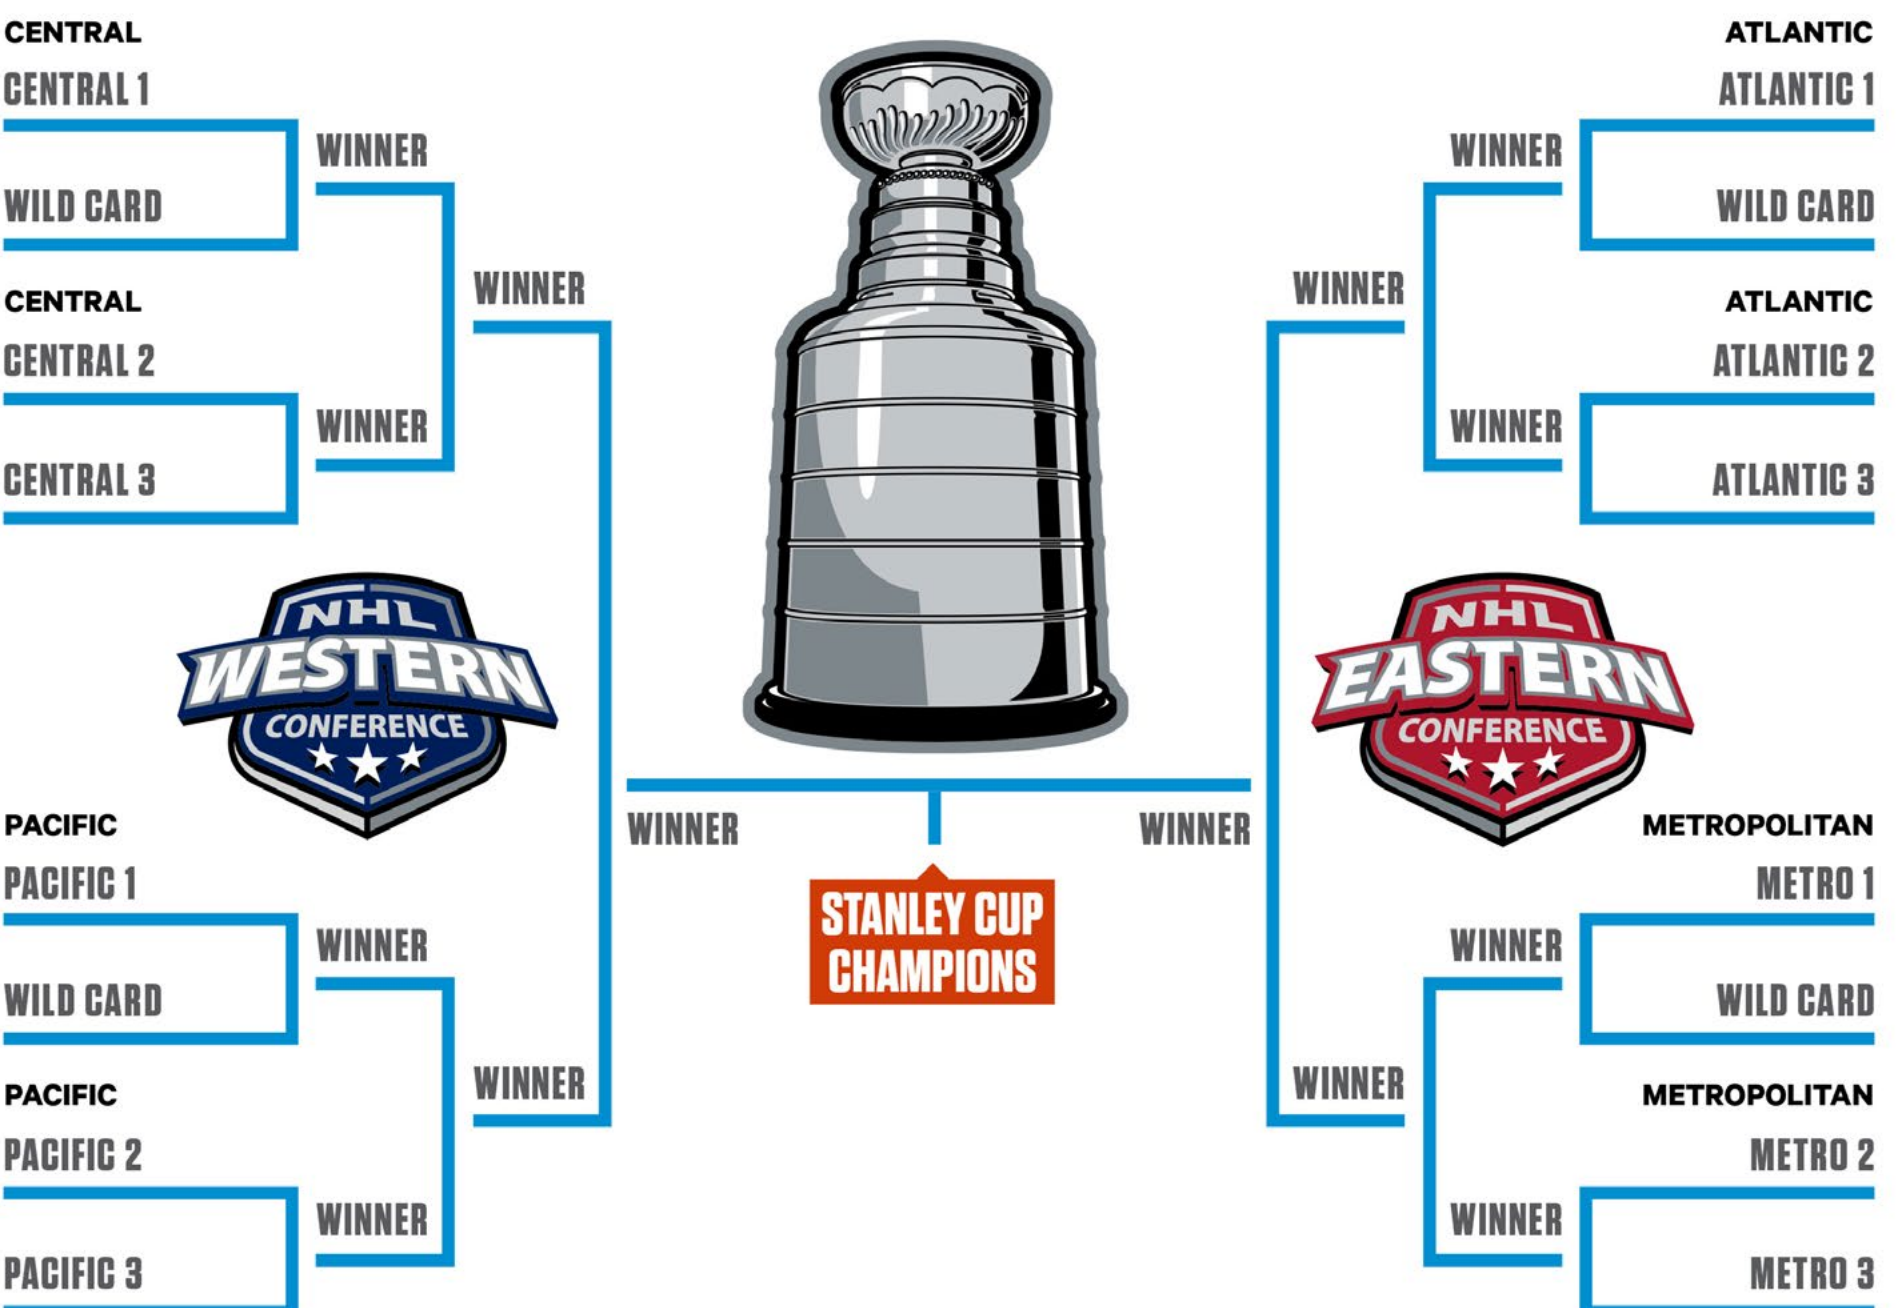 CENTRAL
CENTRAL 1
WILD CARD
WINNER
CENTRAL
CENTRAL 2
CENTRAL 3
WINNER
WINNER
NHL
WESTERN
CONFERENCE
PACIFIC
PACIFIC 1
WILD CARD
WINNER
PACIFIC
PACIFIC 2
PACIFIC 3
WINNER
WINNER
WINNER
WINNER
STANLEY CUP
CHAMPIONS
ATLANTIC
ATLANTIC 1
WILD CARD
WINNER
ATLANTIC
ATLANTIC 2
ATLANTIC 3
WINNER
WINNER
NHL
EASTERN
CONFERENCE
METROPOLITAN
METRO 1
WILD CARD
WINNER
METROPOLITAN
METRO 2
METRO 3
WINNER
WINNER